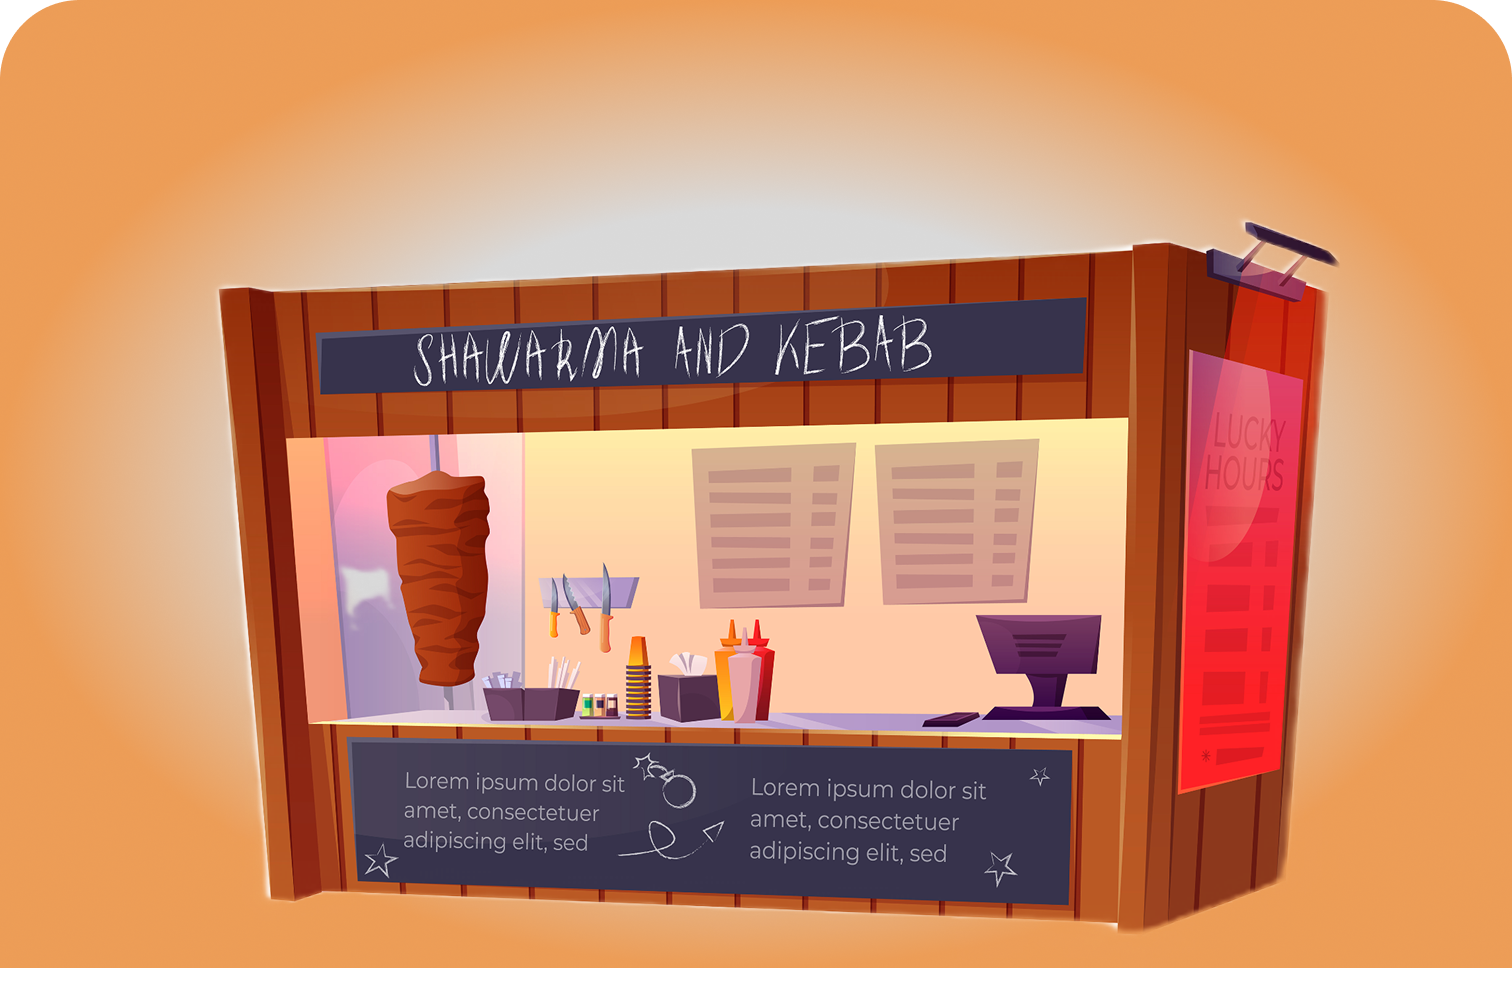 SHAWARMA AND KEBAB
LUCKY
HOURS
Lorem ipsum dolor sit
amet, consectetuer
adipiscing elit, sed
Lorem ipsum dolor sit
amet, consectetuer
adipiscing elit, sed